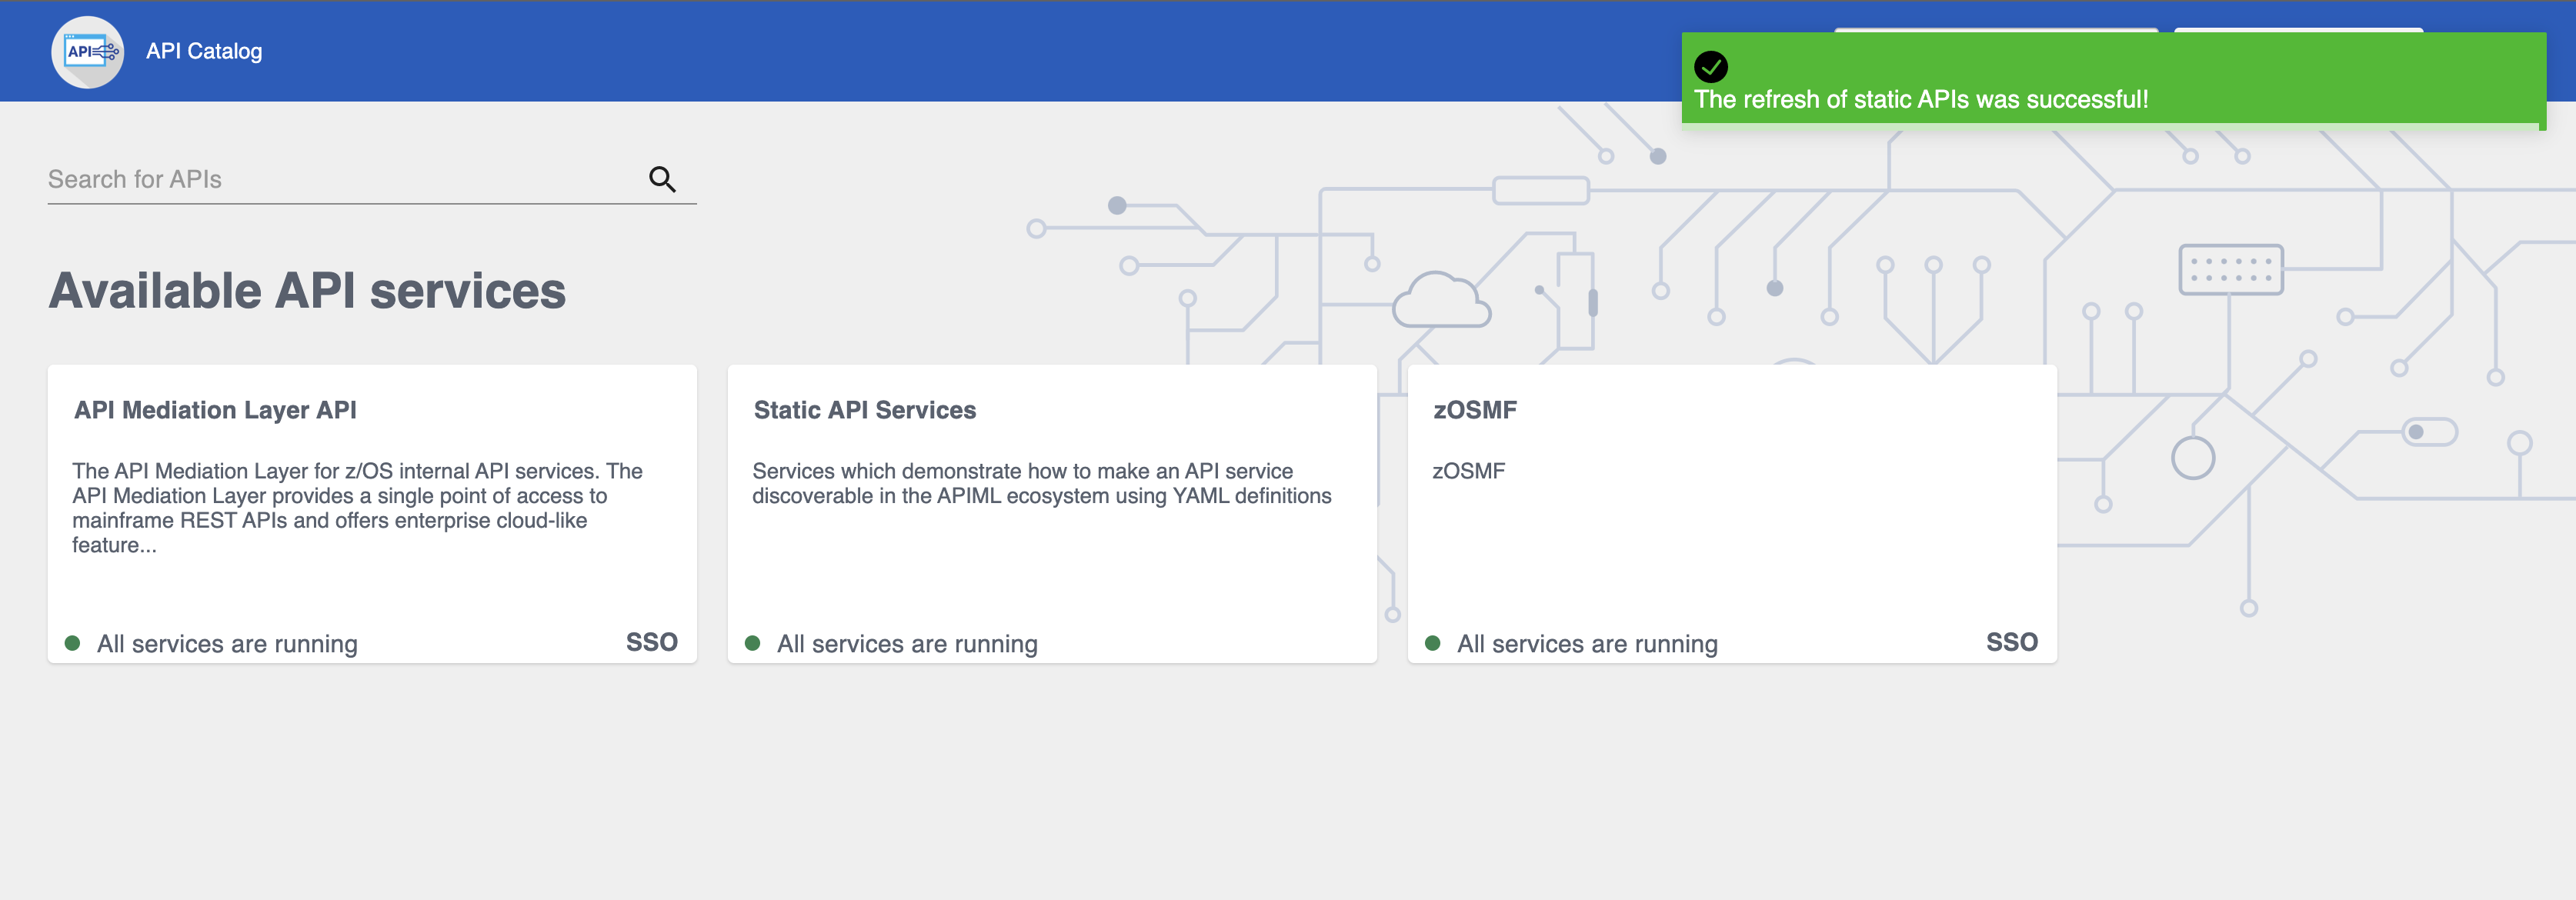 API
API Catalog
The refresh of static APIs was successful!
Search for APIs
Available API services
API Mediation Layer API
The API Mediation Layer for z/OS internal API services. The
API Mediation Layer provides a single point of access to
mainframe REST APIs and offers enterprise cloud-like
feature...
All services are running
SSO
Static API Services
Services which demonstrate how to make an API service
discoverable in the APIML ecosystem using YAML definitions
All services are running
zOSMF
zOSMF
All services are running
SSO